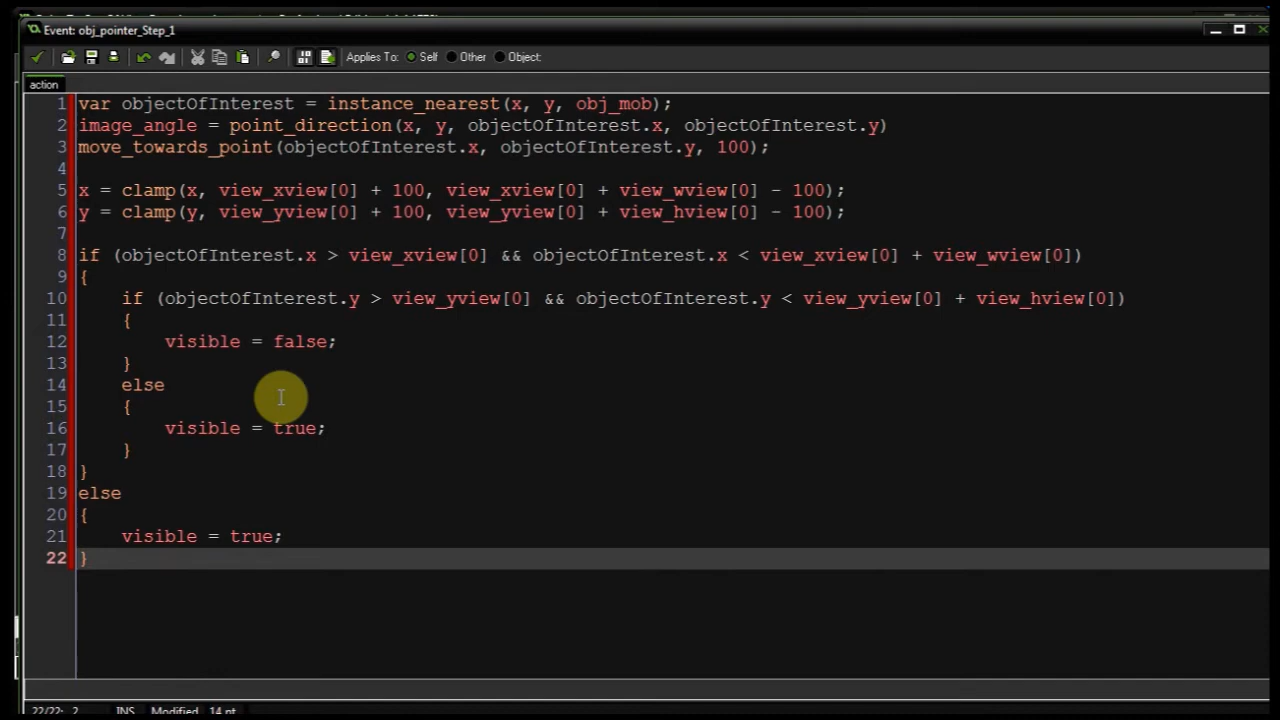 Event: obj_pointer_Step_1
Applies To: Self Other Object:
action
1 var objectOfInterest = instance_nearest(x, y, obj_mob);
2 image_angle = point_direction(x, y, objectOfInterest.x, objectOfInterest.y)
3 move_towards_point(objectOfInterest.x, objectOfInterest.y, 100);
4
5 x = clamp(x, view_xview[0] + 100, view_xview[0] + view_wview[0] - 100);
6 y = clamp(y, view_yview[0] + 100, view_yview[0] + view_hview[0] - 100);
7
8 if (objectOfInterest.x > view_xview[0] && objectOfInterest.x < view_xview[0] + view_wview[0])
9 {
10     if (objectOfInterest.y > view_yview[0] && objectOfInterest.y < view_yview[0] + view_hview[0])
11     {
12         visible = false;
13     }
14     else
15     {
16         visible = true;
17     }
18 }
19 else
20 {
21     visible = true;
22 }
22/22: 2 INS Modified 14 pt